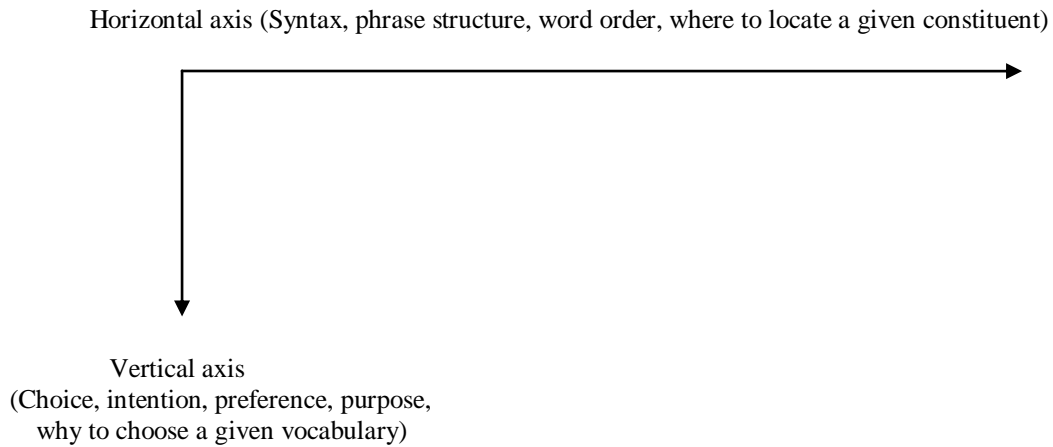 Horizontal axis (Syntax, phrase structure, word order, where to locate a given constituent)
Vertical axis
(Choice, intention, preference, purpose,
why to choose a given vocabulary)